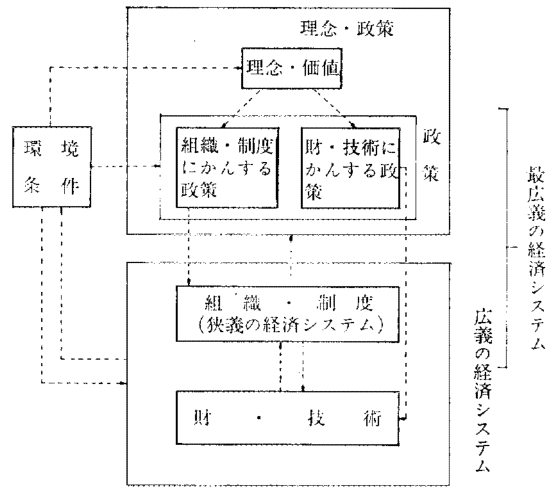 理念・政策
理念・価値
環境
条件
組織・制度
にかんする
政策
財・技術に
かんする政
策
政策
組織・制度
(狭義の経済システム)
財・技術
広義の経済システム
最広義の経済システム